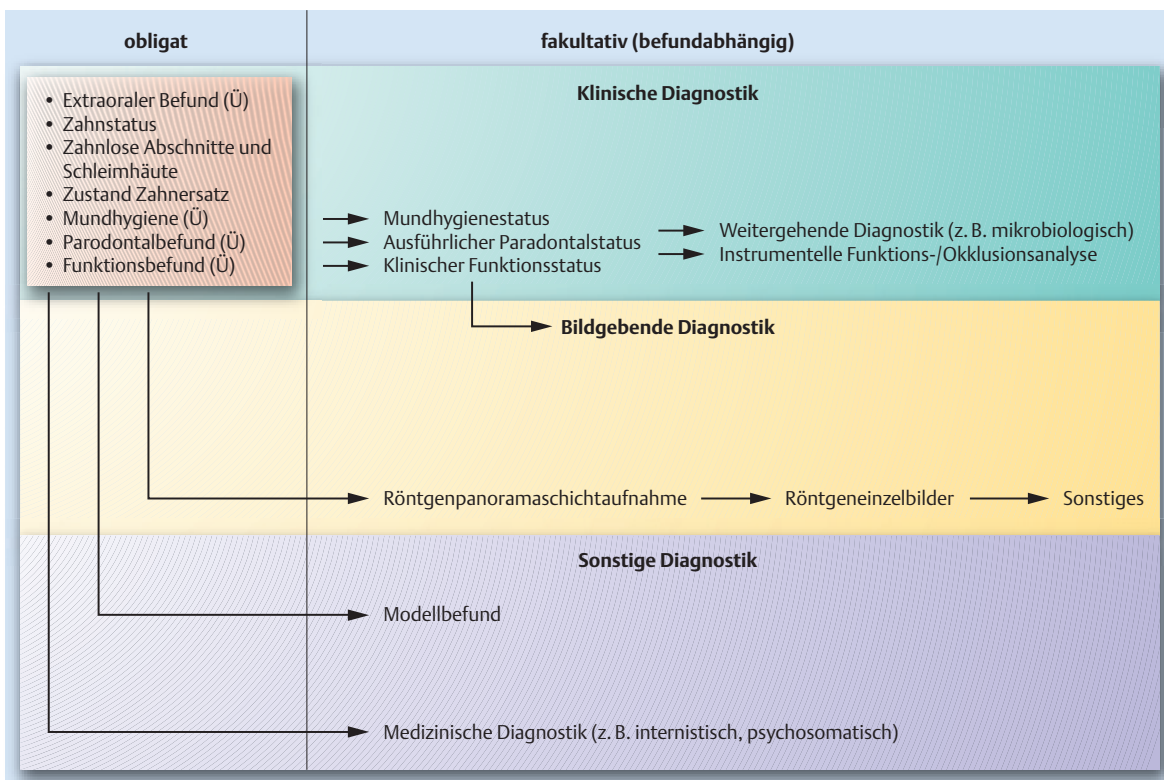 obligat
fakultativ (befundabhängig)
• Extraoraler Befund (Ü)
• Zahnstatus
• Zahnlose Abschnitte und
Schleimhäute
• Zustand Zahnersatz
• Mundhygiene (Ü)
• Parodontalbefund (Ü)
• Funktionsbefund (Ü)
Klinische Diagnostik
Mundhygienestatus
Ausführlicher Paradontalstatus
Klinischer Funktionsstatus
Weitergehende Diagnostik (z. B. mikrobiologisch)
Instrumentelle Funktions-/Okklusionsanalyse
Bildgebende Diagnostik
Röntgenpanoramaschichtaufnahme
Röntgeneinzelbilder
Sonstiges
Sonstige Diagnostik
Modellbefund
Medizinische Diagnostik (z. B. internistisch, psychosomatisch)